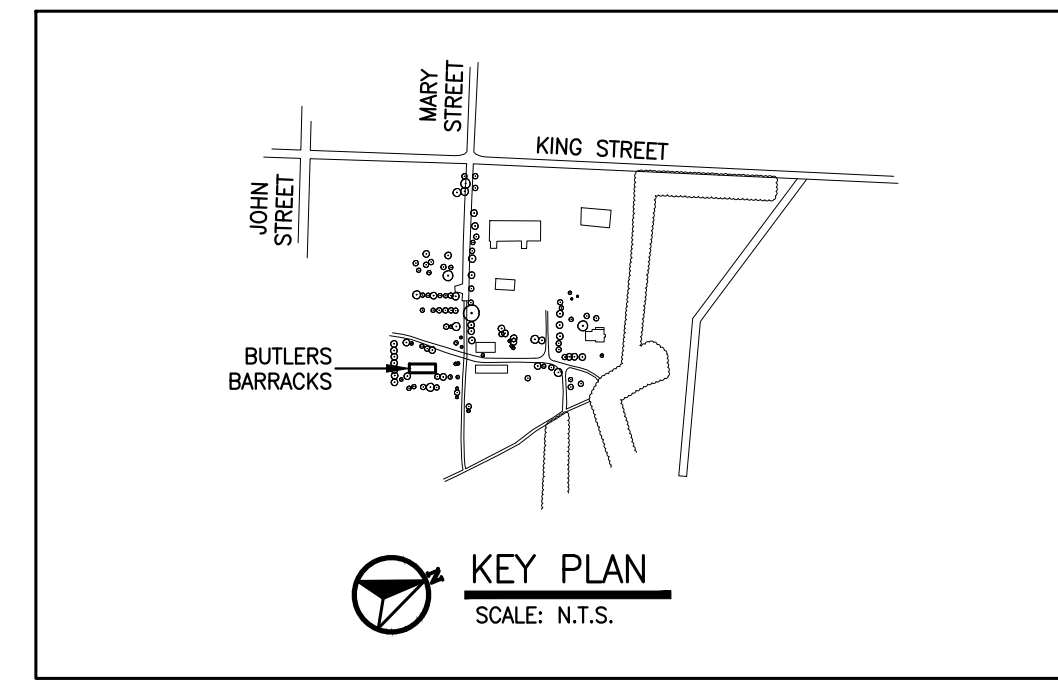 MARY
STREET
KING STREET
JOHN
STREET
BUTLERS
BARRACKS
N
KEY PLAN
SCALE: N.T.S.